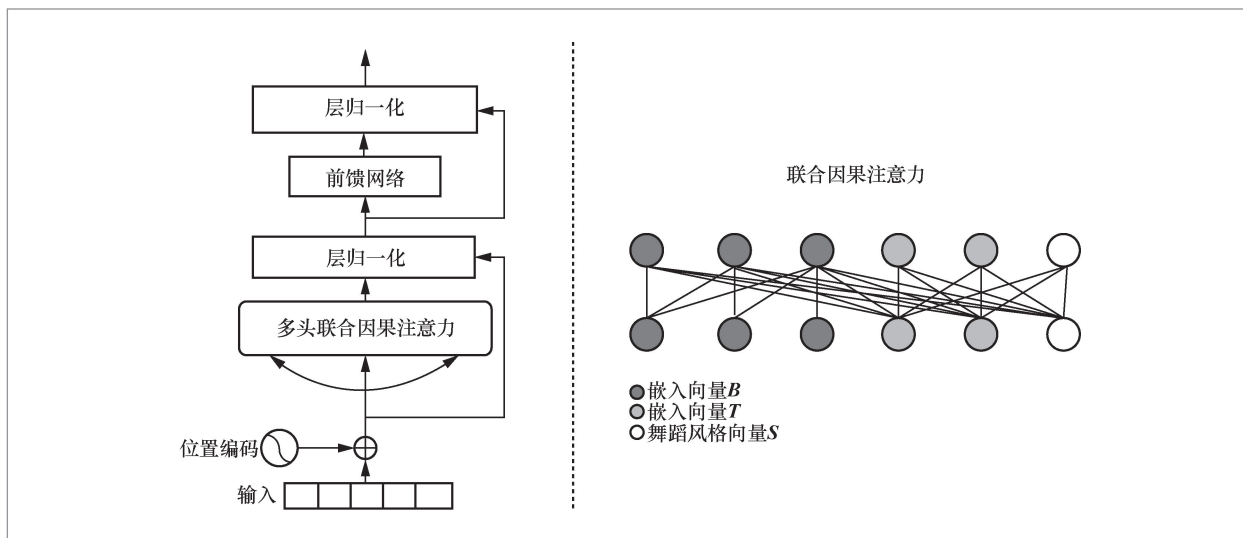 层归一化
前馈网络
层归一化
多头联合因果注意力
位置编码
输入
联合因果注意力
嵌入向量B
嵌入向量T
舞蹈风格向量S